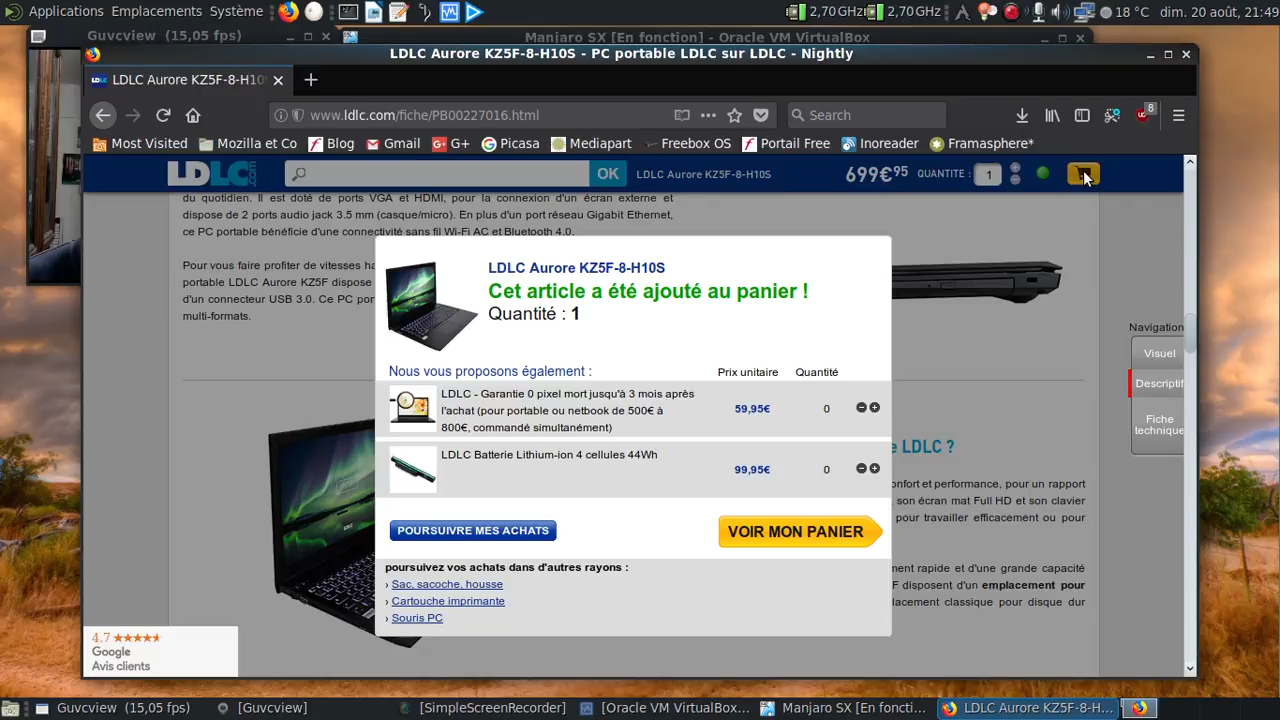 Applications Emplacements Système
2,70 GHz 2,70 GHz 18 °C dim. 20 août, 21:49
Guvcview (15,05 fps)
Manjaro SX [En fonction] - Oracle VM VirtualBox
LDLC Aurore KZ5F-8-H10S - PC portable LDLC sur LDLC - Nightly
LDLC Aurore KZ5F-8-H10
www.ldlc.com/fiche/PB00227016.html
Search
8
Most Visited Mozilla et Co Blog Gmail G+ Picasa Mediapart Freebox OS Portail Free Inoreader Framasphère*
LDLC.com OK LDLC Aurore KZ5F-8-H10S 699€95 QUANTITE : 1
du quotidien. Il est doté de ports VGA et HDMI, pour la connexion d'un écran externe et
dispose de 2 ports audio jack 3.5 mm (casque/micro). En plus d'un port réseau Gigabit Ethernet,
ce PC portable bénéficie d'une connectivité sans fil Wi-Fi AC et Bluetooth 4.0.
Pour vous faire profiter de vitesses ha
portable LDLC Aurore KZ5F dispose
d'un connecteur USB 3.0. Ce PC port
multi-formats.
LDLC Aurore KZ5F-8-H10S
Cet article a été ajouté au panier !
Quantité : 1
Nous vous proposons également : Prix unitaire Quantité
LDLC - Garantie 0 pixel mort jusqu'à 3 mois après
l'achat (pour portable ou netbook de 500€ à
800€, commandé simultanément)
59,95€ 0
LDLC Batterie Lithium-ion 4 cellules 44Wh
99,95€ 0
POURSUIVRE MES ACHATS
VOIR MON PANIER
poursuivez vos achats dans d'autres rayons :
› Sac, sacoche, housse
› Cartouche imprimante
› Souris PC
Navigation
Visuel
Descriptif
Fiche
technique
e LDLC ?
onfort et performance, pour un rapport
son écran mat Full HD et son clavier
pour travailler efficacement ou pour
ment rapide et d'une grande capacité
F disposent d'un emplacement pour
lacement classique pour disque dur
4.7
Google
Avis clients
Guvcview (15,05 fps) [Guvcview] [SimpleScreenRecorder] [Oracle VM VirtualBox... Manjaro SX [En foncti... LDLC Aurore KZ5F-8-H...